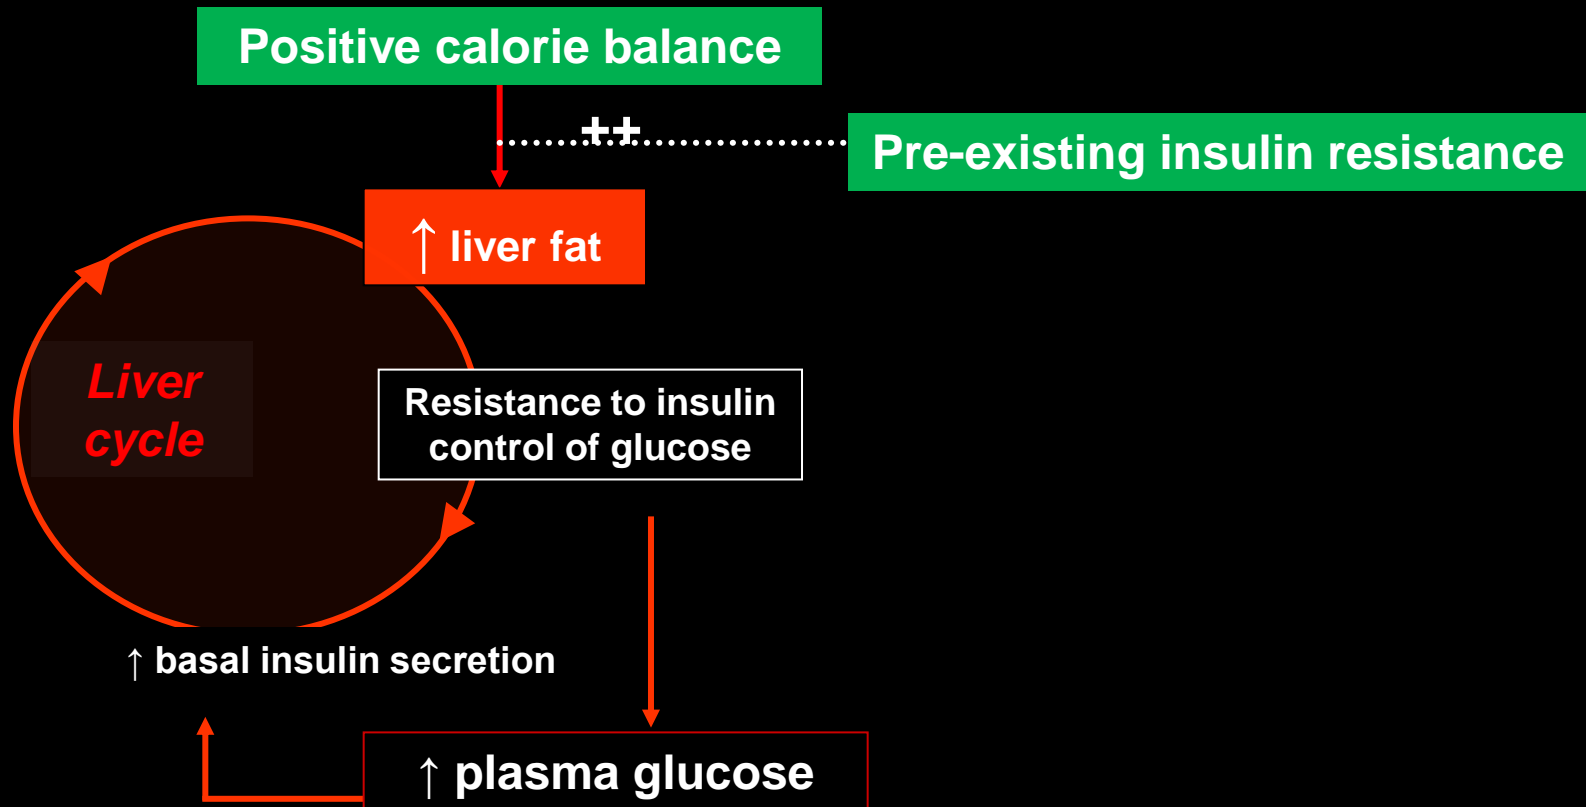 Positive calorie balance
++
Pre-existing insulin resistance
↑ liver fat
Liver
cycle
Resistance to insulin
control of glucose
↑ basal insulin secretion
↑ plasma glucose